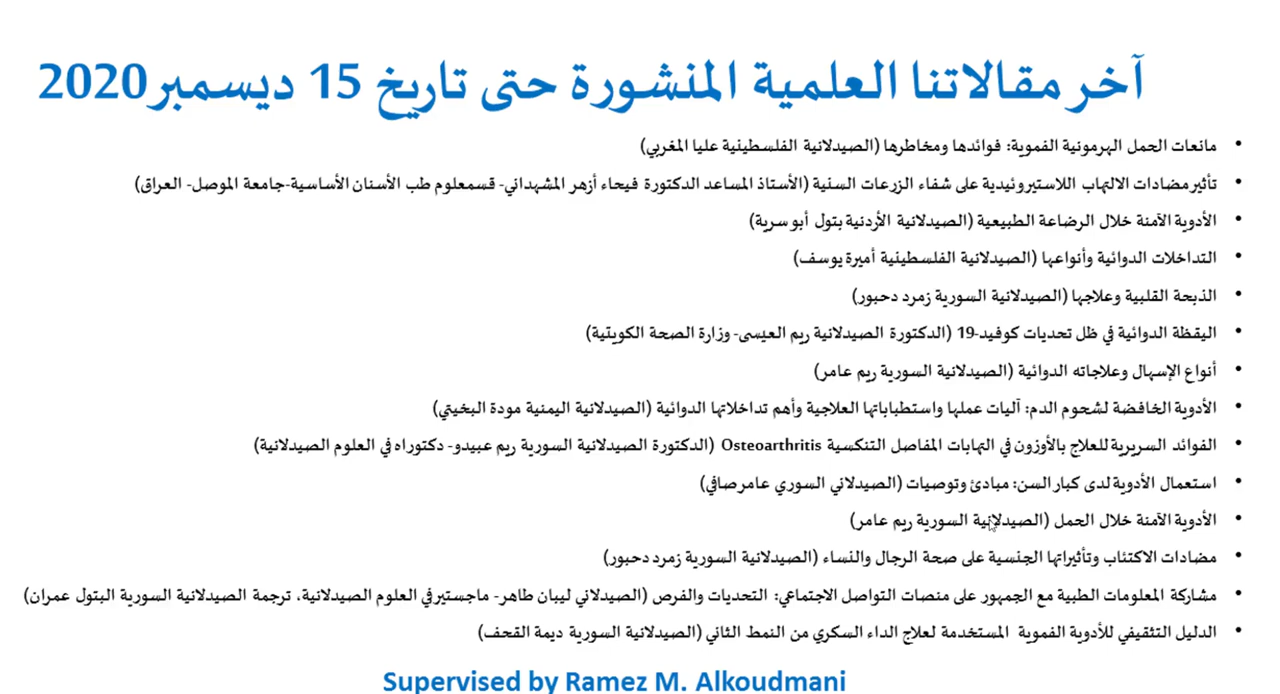 آخر مقالاتنا العلمية المنشورة حتى تاريخ 15 ديسمبر 2020
• مانعات الحمل الهرمونية الفموية: فوائدها ومخاطرها (الصيدلانية الفلسطينية عليا المغربي)
• تأثير مضادات الالتهاب اللاستيروئيدية على شفاء الزرعات السنية (الأستاذ المساعد الدكتورة فيحاء أزهر المشهداني- قسمعلوم طب الأسنان الأساسية-جامعة الموصل- العراق)
• الأدوية الآمنة خلال الرضاعة الطبيعية (الصيدلانية الأردنية بتول أبو سرية)
• التداخلات الدوائية وأنواعها (الصيدلانية الفلسطينية أميرة يوسف)
• الذبحة القلبية وعلاجها (الصيدلانية السورية زمرد دحبور)
• اليقظة الدوائية في ظل تحديات كوفيد-19 (الدكتورة الصيدلانية ريم العيسى- وزارة الصحة الكويتية)
• أنواع الإسهال وعلاجاته الدوائية (الصيدلانية السورية ريم عامر)
• الأدوية الخافضة لشحوم الدم: آليات عملها واستطباباتها العلاجية وأهم تداخلاتها الدوائية (الصيدلانية اليمنية مودة البخيتي)
• الفوائد السريرية للعلاج بالأوزون في التهابات المفاصل التنكسية Osteoarthritis (الدكتورة الصيدلانية السورية ريم عبيدو- دكتوراه في العلوم الصيدلانية)
• استعمال الأدوية لدى كبار السن: مبادئ وتوصيات (الصيدلاني السوري عامر صافي)
• الأدوية الآمنة خلال الحمل (الصيدلانية السورية ريم عامر)
• مضادات الاكتئاب وتأثيراتها الجنسية على صحة الرجال والنساء (الصيدلانية السورية زمرد دحبور)
• مشاركة المعلومات الطبية مع الجمهور على منصات التواصل الاجتماعي: التحديات والفرص (الصيدلاني ليبان طاهر- ماجستير في العلوم الصيدلانية، ترجمة الصيدلانية السورية البتول عمران)
• الدليل التثقيفي للأدوية الفموية المستخدمة لعلاج الداء السكري من النمط الثاني (الصيدلانية السورية ديمة القحف)
Supervised by Ramez M. Alkoudmani